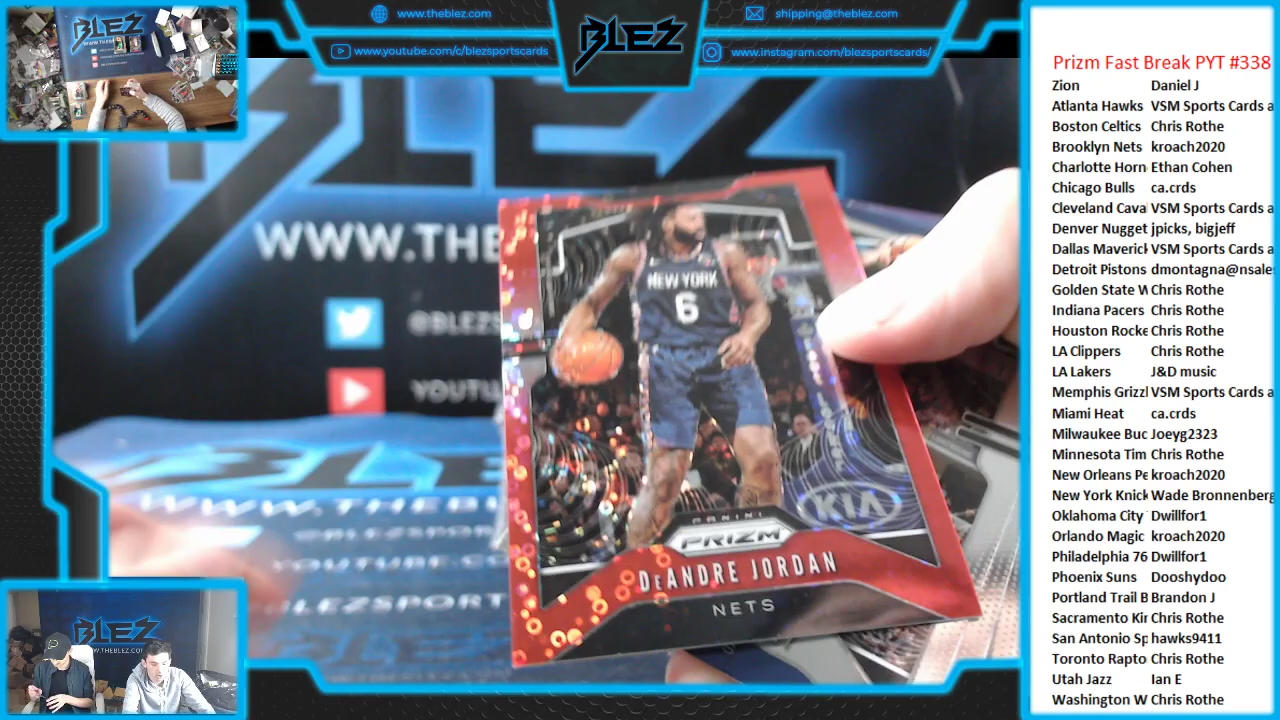 www.theblez.com
www.youtube.com/c/blezsportscards
BLEZ
shipping@theblez.com
www.instagram.com/blezsportscards/
BLEZ
WWW.THE
@BLEZS
YOUTU
WWW.THEB
YOUTUBE.COM
BLEZSPORT
NEW YORK
6
KIA
PANINI
PRIZM
DeANDRE JORDAN
NETS
BLEZ
WWW.THEBLEZ.COM
Prizm Fast Break PYT #338
Zion Daniel J
Atlanta Hawks VSM Sports Cards a
Boston Celtics Chris Rothe
Brooklyn Nets kroach2020
Charlotte Horn Ethan Cohen
Chicago Bulls ca.crds
Cleveland Cava VSM Sports Cards a
Denver Nugget jpicks, bigjeff
Dallas Maverick VSM Sports Cards a
Detroit Pistons dmontagna@nsale
Golden State W Chris Rothe
Indiana Pacers Chris Rothe
Houston Rocke Chris Rothe
LA Clippers Chris Rothe
LA Lakers J&D music
Memphis Grizzl VSM Sports Cards a
Miami Heat ca.crds
Milwaukee Buc Joeyg2323
Minnesota Tim Chris Rothe
New Orleans Pe kroach2020
New York Knick Wade Bronnenberg
Oklahoma City Dwillfor1
Orlando Magic kroach2020
Philadelphia 76 Dwillfor1
Phoenix Suns Dooshydoo
Portland Trail B Brandon J
Sacramento Kin Chris Rothe
San Antonio Sp hawks9411
Toronto Rapto Chris Rothe
Utah Jazz Ian E
Washington W Chris Rothe